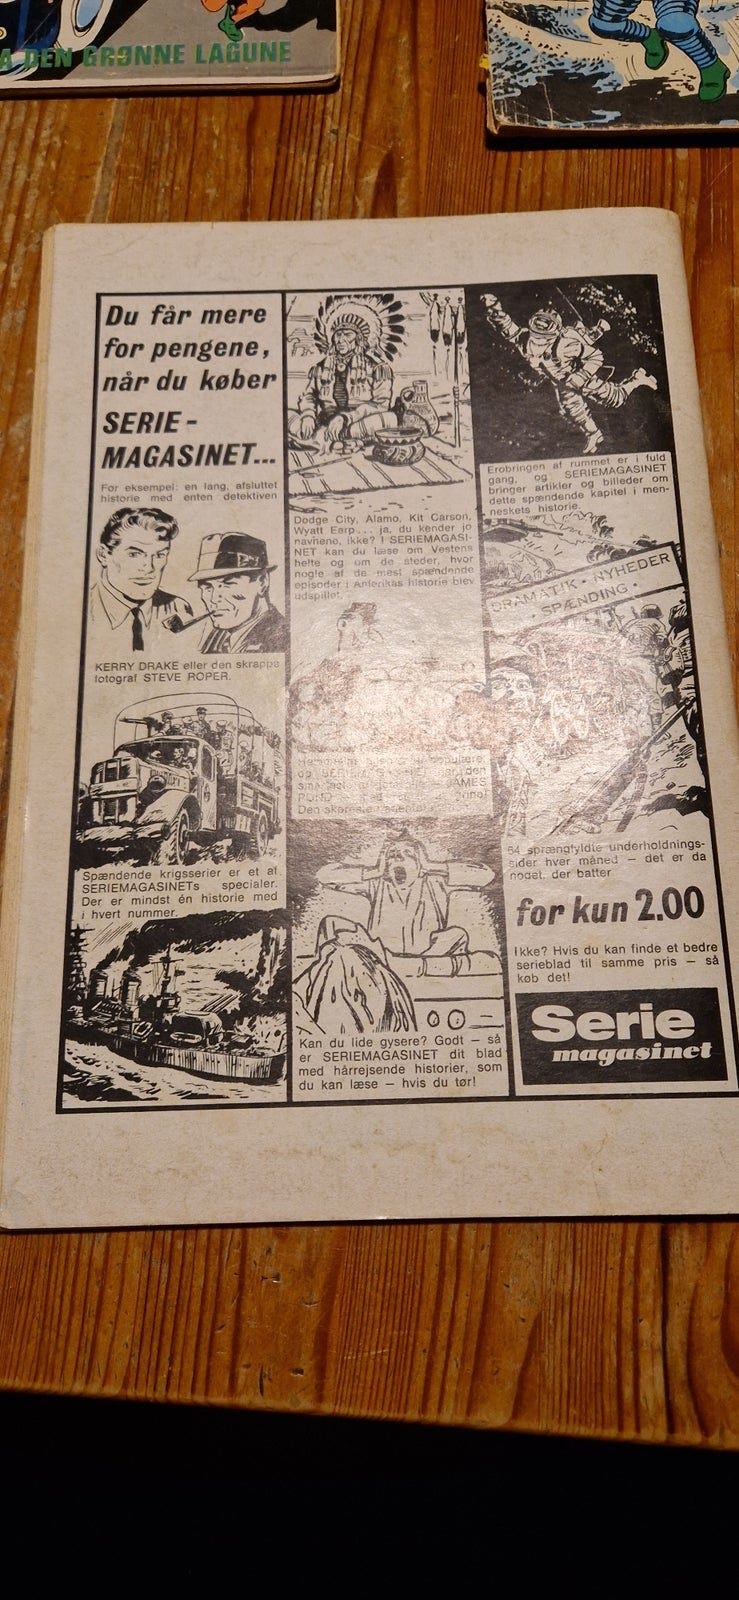 A DEN GRØNNE LAGUNE
Du får mere
for pengene,
når du køber
SERIE-
MAGASINET...
For eksempel: en lang, afsluttet
historie med enten detektiven
KERRY DRAKE eller den skrappe
fotograf STEVE ROPER.
Spændende krigsserier er et af
SERIEMAGASINETs specialer.
Der er mindst én historie med
i hvert nummer.
Dodge City, Alamo, Kit Carson,
Wyatt Earp... ja, du kender jo
navnene, ikke? I SERIEMAGASI-
NET kan du læse om Vestens
helte og om de steder, hvor
nogle af de mest spændende
episoder i Amerikas historie blev
udspillet.
populære,
og
den
JAMES
POND
Den skøreste
Kan du lide gysere? Godt – så
er SERIEMAGASINET dit blad
med hårrejsende historier, som
du kan læse – hvis du tør!
Erobringen af rummet er i fuld
gang, og SERIEMAGASINET
bringer artikler og billeder om
dette spændende kapitel i men-
neskets historie.
DRAMATIK · NYHEDER
· SPÆNDING ·
64 sprængfyldte underholdnings-
sider hver måned – det er da
noget, der batter
for kun 2.00
Ikke? Hvis du kan finde et bedre
serieblad til samme pris – så
køb det!
Serie
magasinet